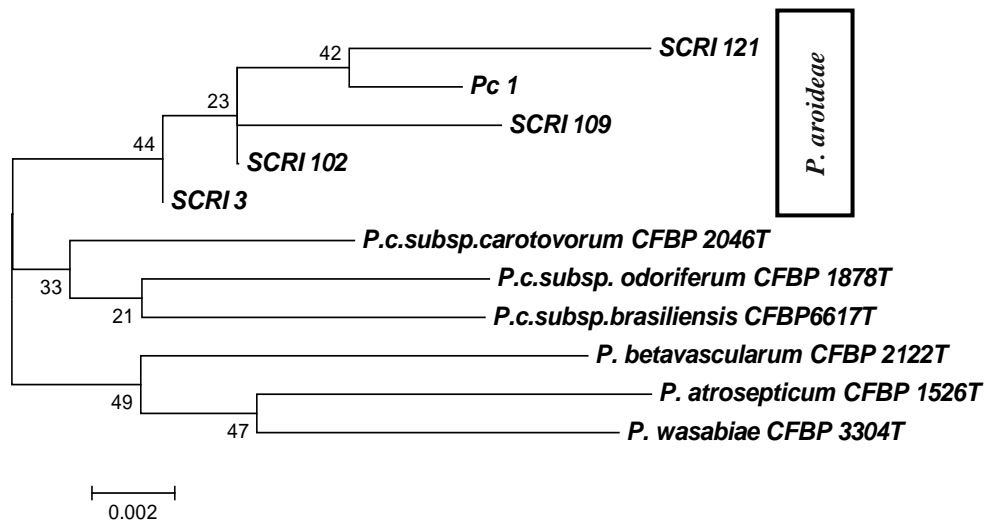 42
SCRI 121
Pc 1
23
SCRI 109
44
SCRI 102
SCRI 3
P. aroideae
P.c.subsp.carotovorum CFBP 2046T
33
P.c.subsp. odoriferum CFBP 1878T
21
P.c.subsp.brasiliensis CFBP6617T
P. betavascularum CFBP 2122T
49
P. atrosepticum CFBP 1526T
47
P. wasabiae CFBP 3304T
0.002